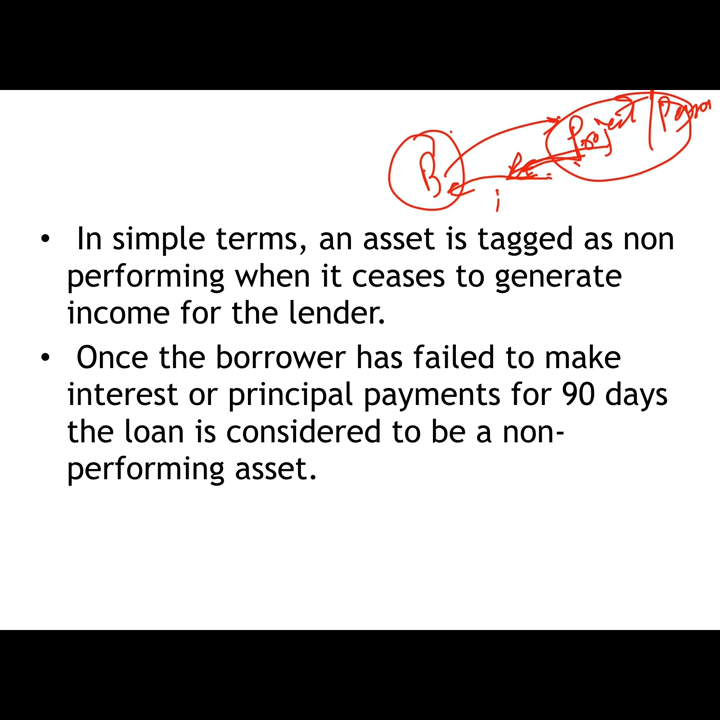 Project | Person
B
i
• In simple terms, an asset is tagged as non
performing when it ceases to generate
income for the lender.
• Once the borrower has failed to make
interest or principal payments for 90 days
the loan is considered to be a non-
performing asset.